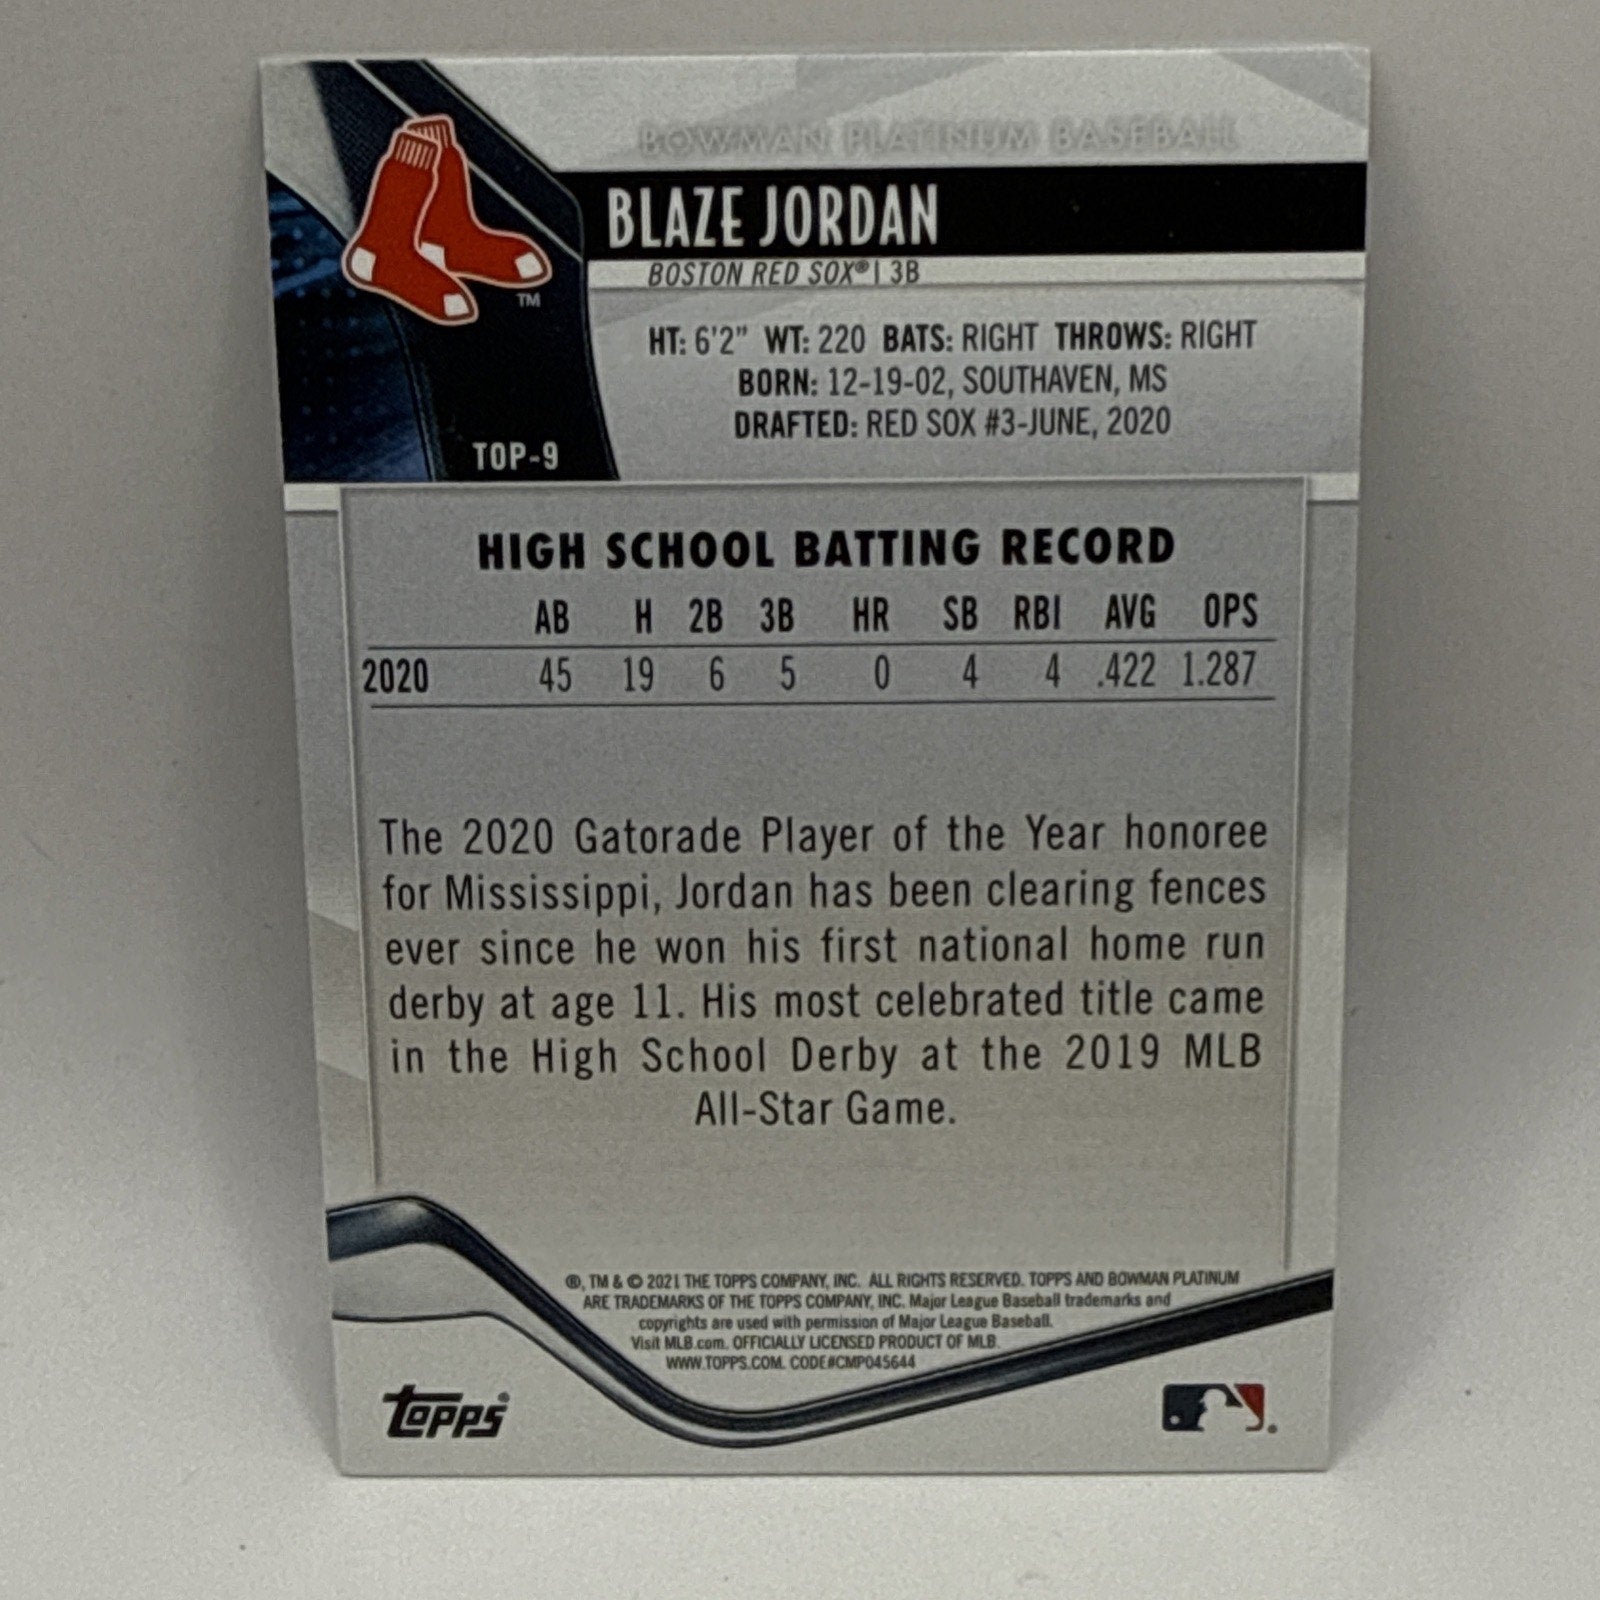 BOWMAN PLATINUM BASEBALL
BLAZE JORDAN
BOSTON RED SOX® | 3B
TM
HT: 6'2" WT: 220 BATS: RIGHT THROWS: RIGHT
BORN: 12-19-02, SOUTHAVEN, MS
DRAFTED: RED SOX #3-JUNE, 2020
TOP-9
HIGH SCHOOL BATTING RECORD
AB H 2B 3B HR SB RBI AVG OPS
2020 45 19 6 5 0 4 4 .422 1.287
The 2020 Gatorade Player of the Year honoree
for Mississippi, Jordan has been clearing fences
ever since he won his first national home run
derby at age 11. His most celebrated title came
in the High School Derby at the 2019 MLB
All-Star Game.
®, TM & © 2021 THE TOPPS COMPANY, INC. ALL RIGHTS RESERVED. TOPPS AND BOWMAN PLATINUM
ARE TRADEMARKS OF THE TOPPS COMPANY, INC. Major League Baseball trademarks and
copyrights are used with permission of Major League Baseball.
Visit MLB.com. OFFICIALLY LICENSED PRODUCT OF MLB.
WWW.TOPPS.COM. CODE#CMP045644
topps®